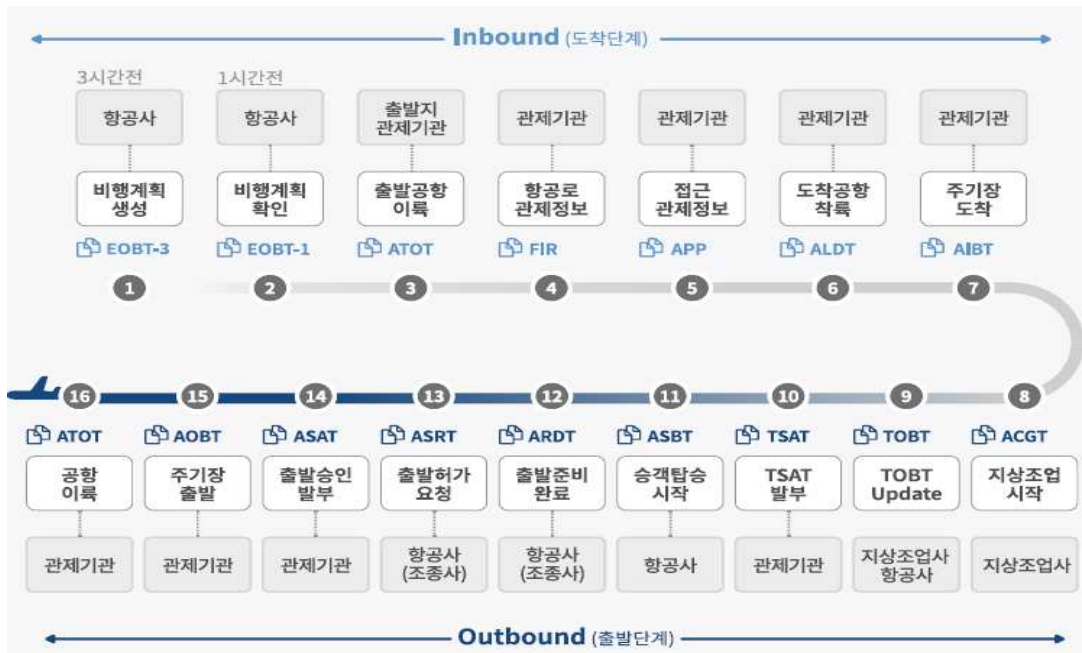 Inbound (도착단계)
3시간전
1시간전
항공사
항공사
출발지
관제기관
관제기관
관제기관
관제기관
관제기관
비행계획
생성
비행계획
확인
출발공항
이륙
항공로
관제정보
접근
관제정보
도착공항
착륙
주기장
도착
EOBT-3
EOBT-1
ATOT
FIR
APP
ALDT
AIBT
1
2
3
4
5
6
7
16
15
14
13
12
11
10
9
8
ATOT
AOBT
ASAT
ASRT
ARDT
ASBT
TSAT
TOBT
ACGT
공항
이륙
주기장
출발
출발승인
발부
출발허가
요청
출발준비
완료
승객탑승
시작
TSAT
발부
TOBT
Update
지상조업
시작
관제기관
관제기관
관제기관
항공사
(조종사)
항공사
(조종사)
항공사
관제기관
지상조업사
항공사
지상조업사
Outbound (출발단계)